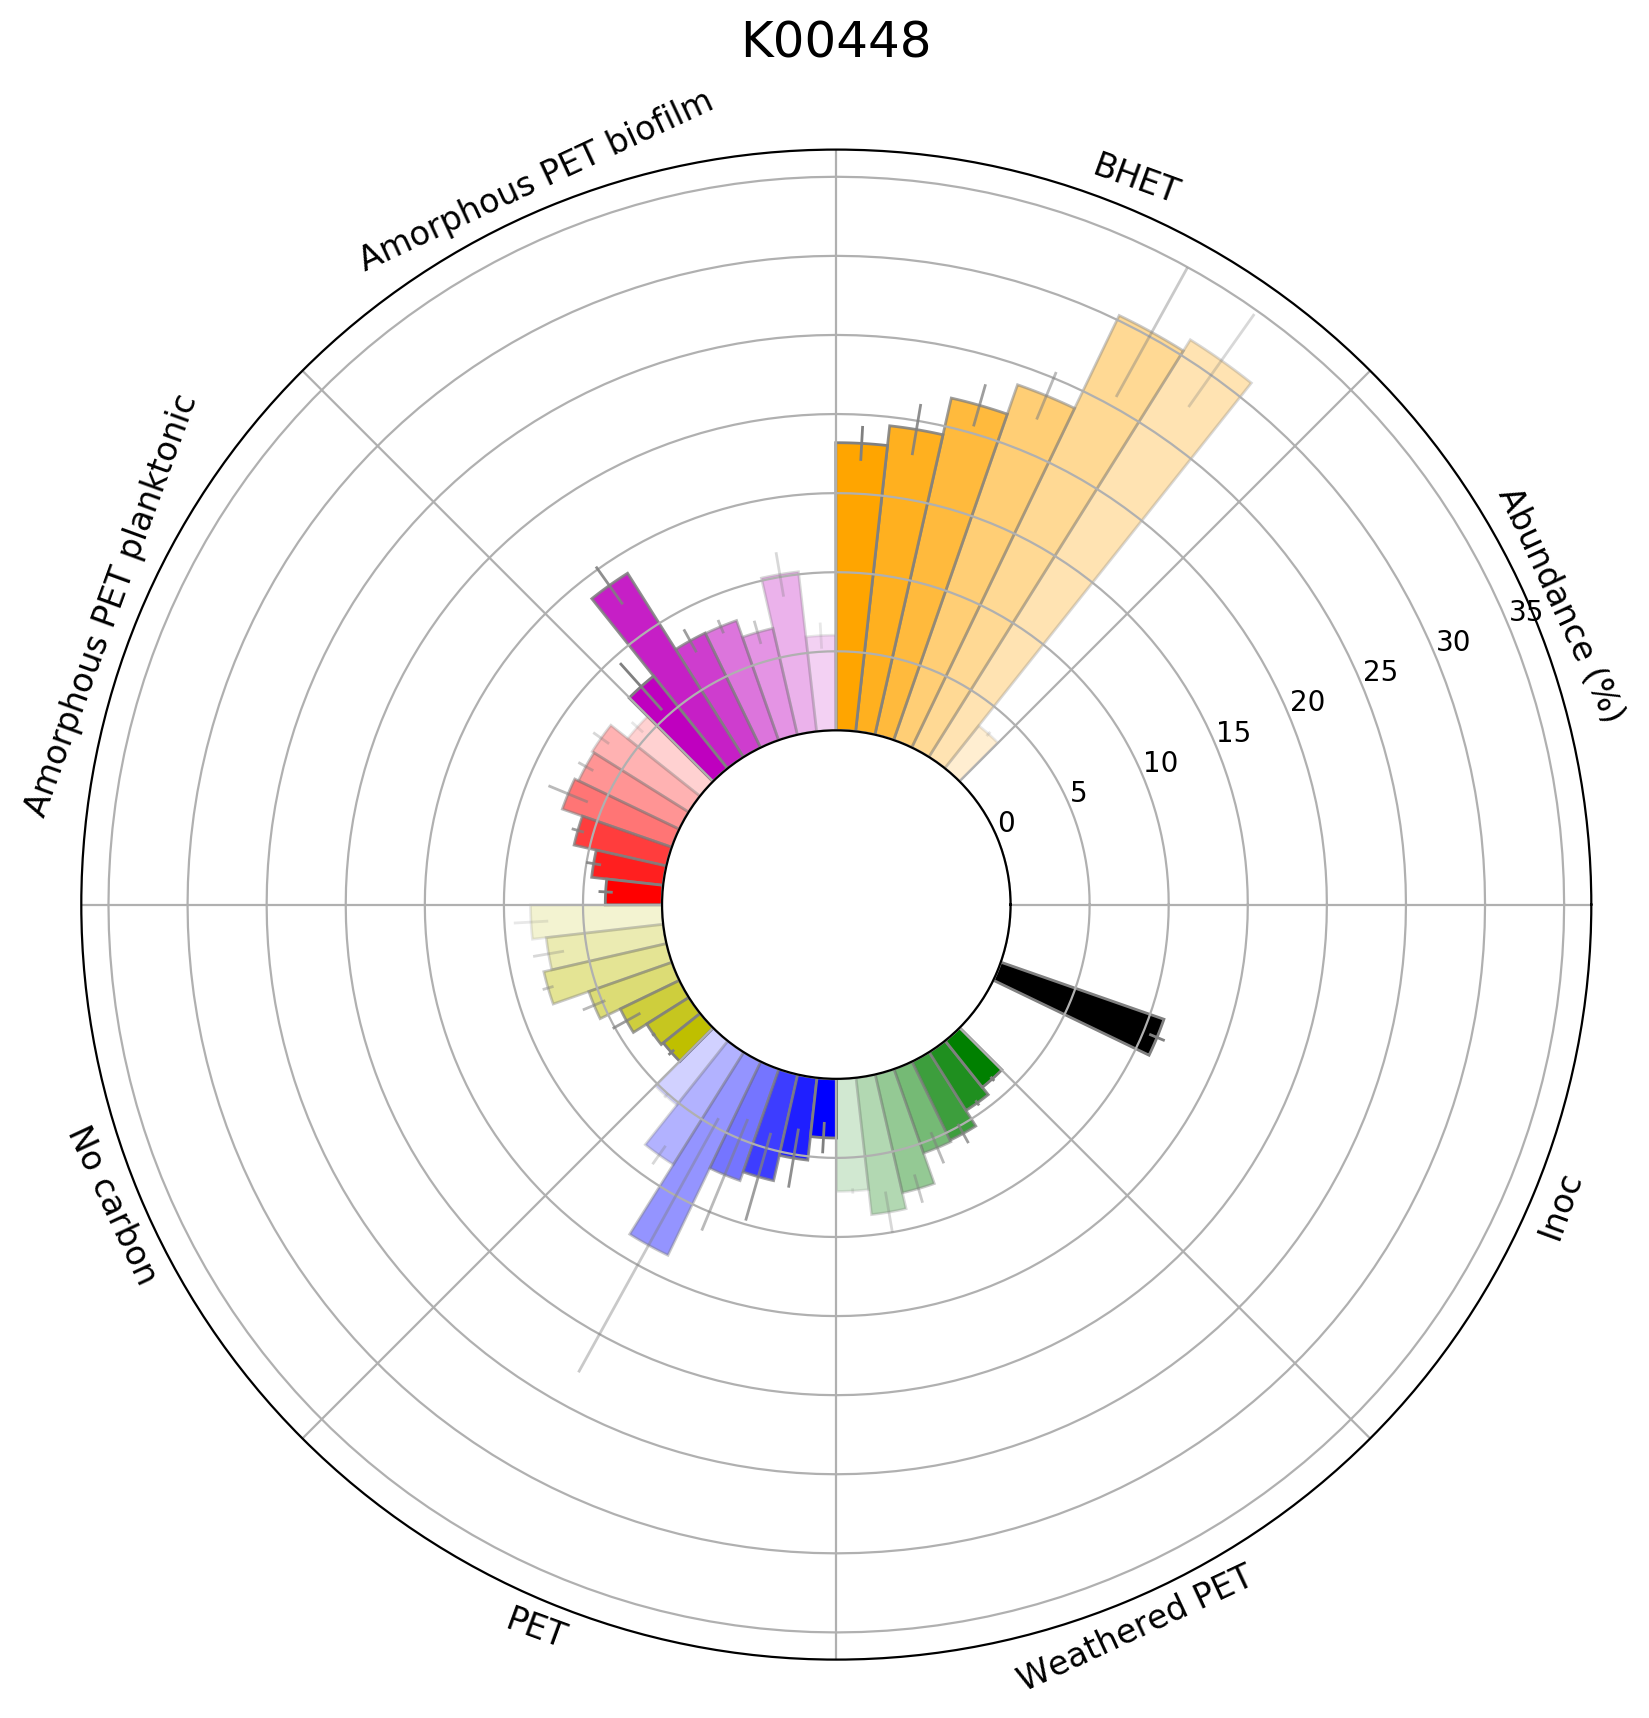 K00448
Amorphous PET biofilm
BHET
Amorphous PET planktonic
Abundance (%)
35
30
25
20
15
10
5
0
No carbon
Inoc
PET
Weathered PET